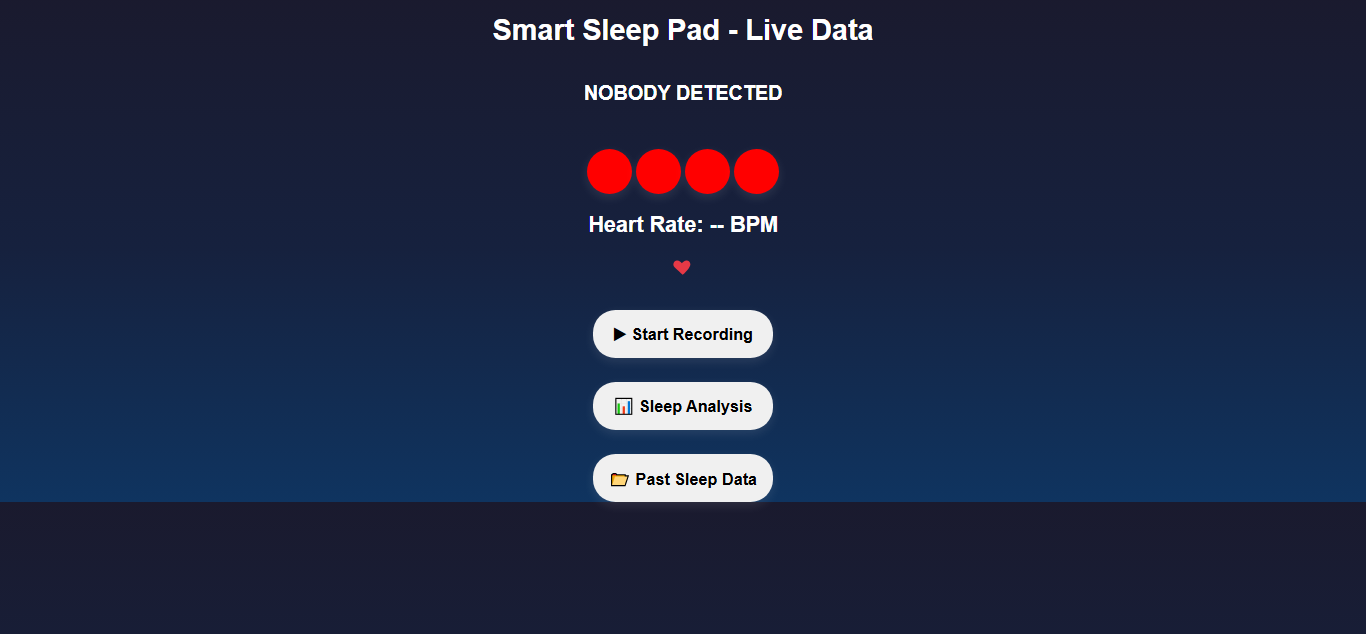 Smart Sleep Pad - Live Data
NOBODY DETECTED
Heart Rate: -- BPM
Start Recording
Sleep Analysis
Past Sleep Data